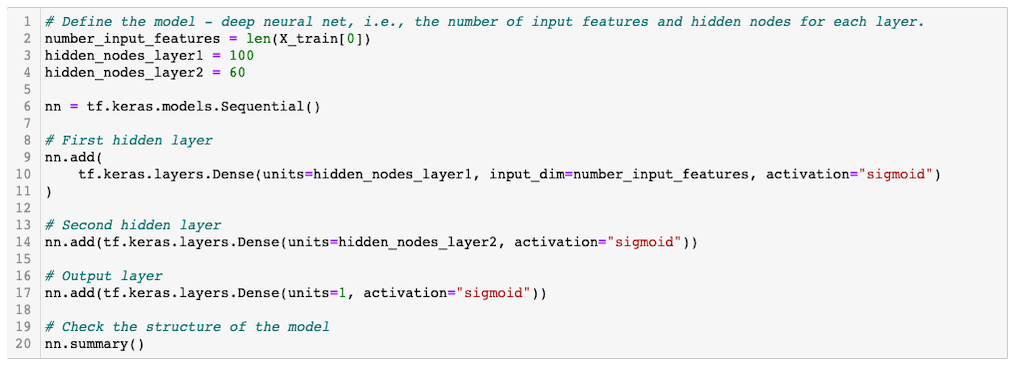 1 # Define the model - deep neural net, i.e., the number of input features and hidden nodes for each layer.
2 number_input_features = len(X_train[0])
3 hidden_nodes_layer1 = 100
4 hidden_nodes_layer2 = 60
5
6 nn = tf.keras.models.Sequential()
7
8 # First hidden layer
9 nn.add(
10     tf.keras.layers.Dense(units=hidden_nodes_layer1, input_dim=number_input_features, activation="sigmoid")
11 )
12
13 # Second hidden layer
14 nn.add(tf.keras.layers.Dense(units=hidden_nodes_layer2, activation="sigmoid"))
15
16 # Output layer
17 nn.add(tf.keras.layers.Dense(units=1, activation="sigmoid"))
18
19 # Check the structure of the model
20 nn.summary()